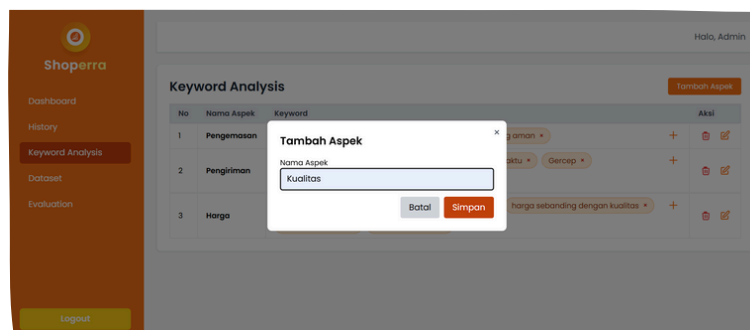 Shoperra
Halo, Admin
Dashboard
History
Keyword Analysis
Dataset
Evaluation
Logout
Keyword Analysis
Tambah Aspek
No Nama Aspek Keyword Aksi
1 Pengemasan aman × +
2 Pengiriman Gercep × +
3 Harga harga sebanding dengan kualitas × +
Tambah Aspek ×
Nama Aspek
Kualitas
Batal Simpan